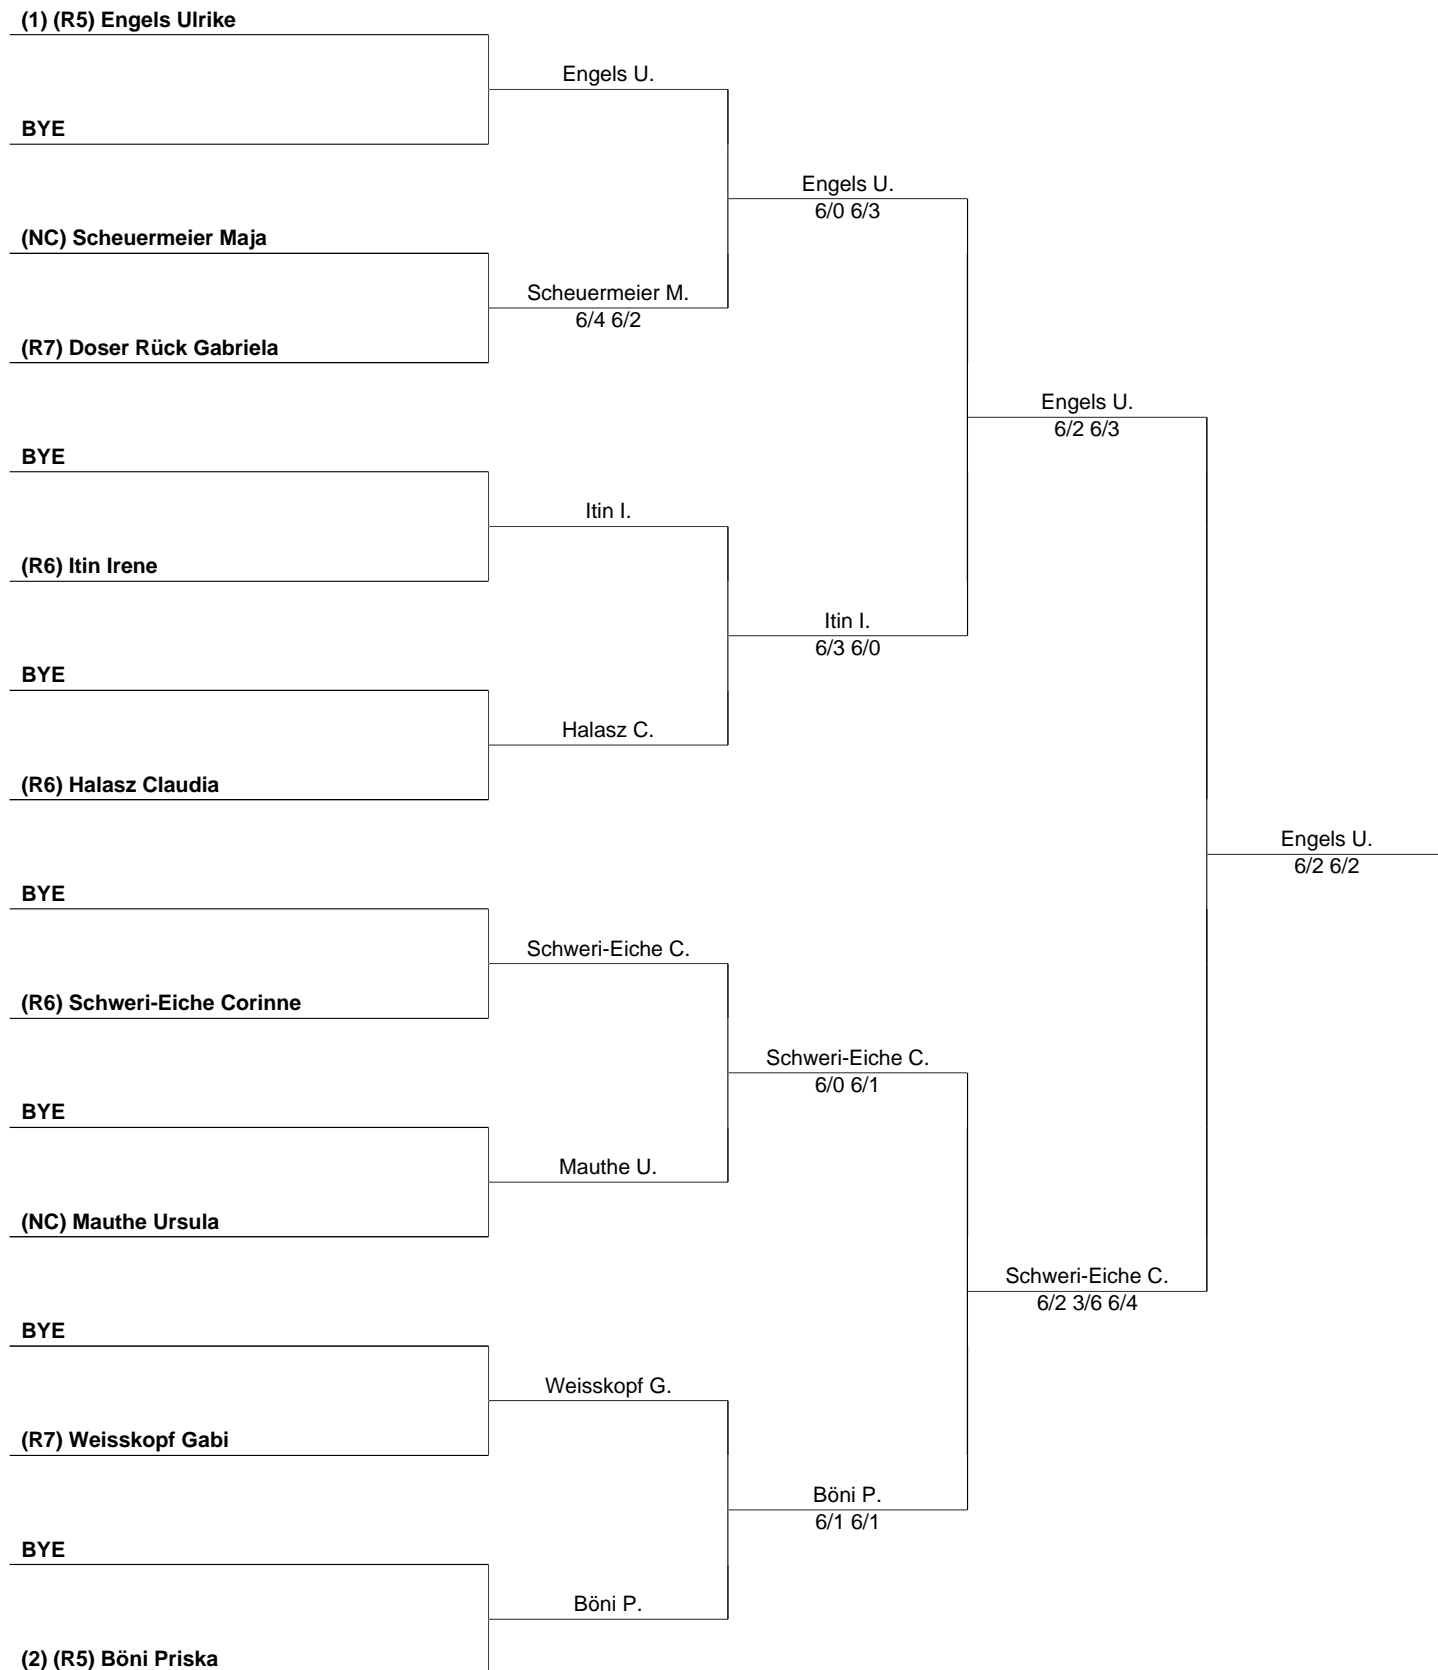 (1) (R5) Engels Ulrike
Engels U.
BYE
Engels U.
6/0 6/3
(NC) Scheuermeier Maja
Scheuermeier M.
6/4 6/2
(R7) Doser Rück Gabriela
Engels U.
6/2 6/3
BYE
Itin I.
(R6) Itin Irene
Itin I.
6/3 6/0
BYE
Halasz C.
(R6) Halasz Claudia
Engels U.
6/2 6/2
BYE
Schweri-Eiche C.
(R6) Schweri-Eiche Corinne
Schweri-Eiche C.
6/0 6/1
BYE
Mauthe U.
(NC) Mauthe Ursula
Schweri-Eiche C.
6/2 3/6 6/4
BYE
Weisskopf G.
(R7) Weisskopf Gabi
Böni P.
6/1 6/1
BYE
Böni P.
(2) (R5) Böni Priska